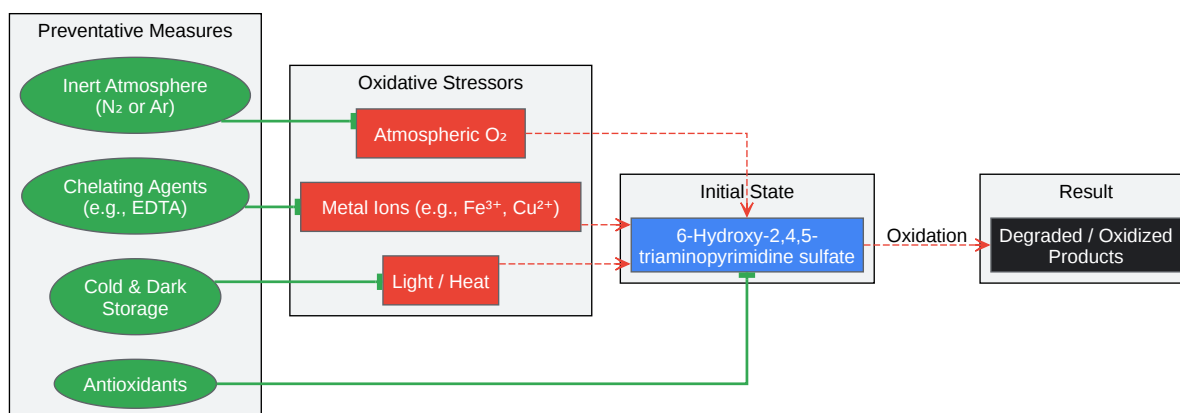 Preventative Measures
Inert Atmosphere
(N₂ or Ar)
Chelating Agents
(e.g., EDTA)
Cold & Dark
Storage
Antioxidants
Oxidative Stressors
Atmospheric O₂
Metal Ions (e.g., Fe³⁺, Cu²⁺)
Light / Heat
Initial State
6-Hydroxy-2,4,5-
triaminopyrimidine sulfate
Oxidation
Result
Degraded / Oxidized
Products